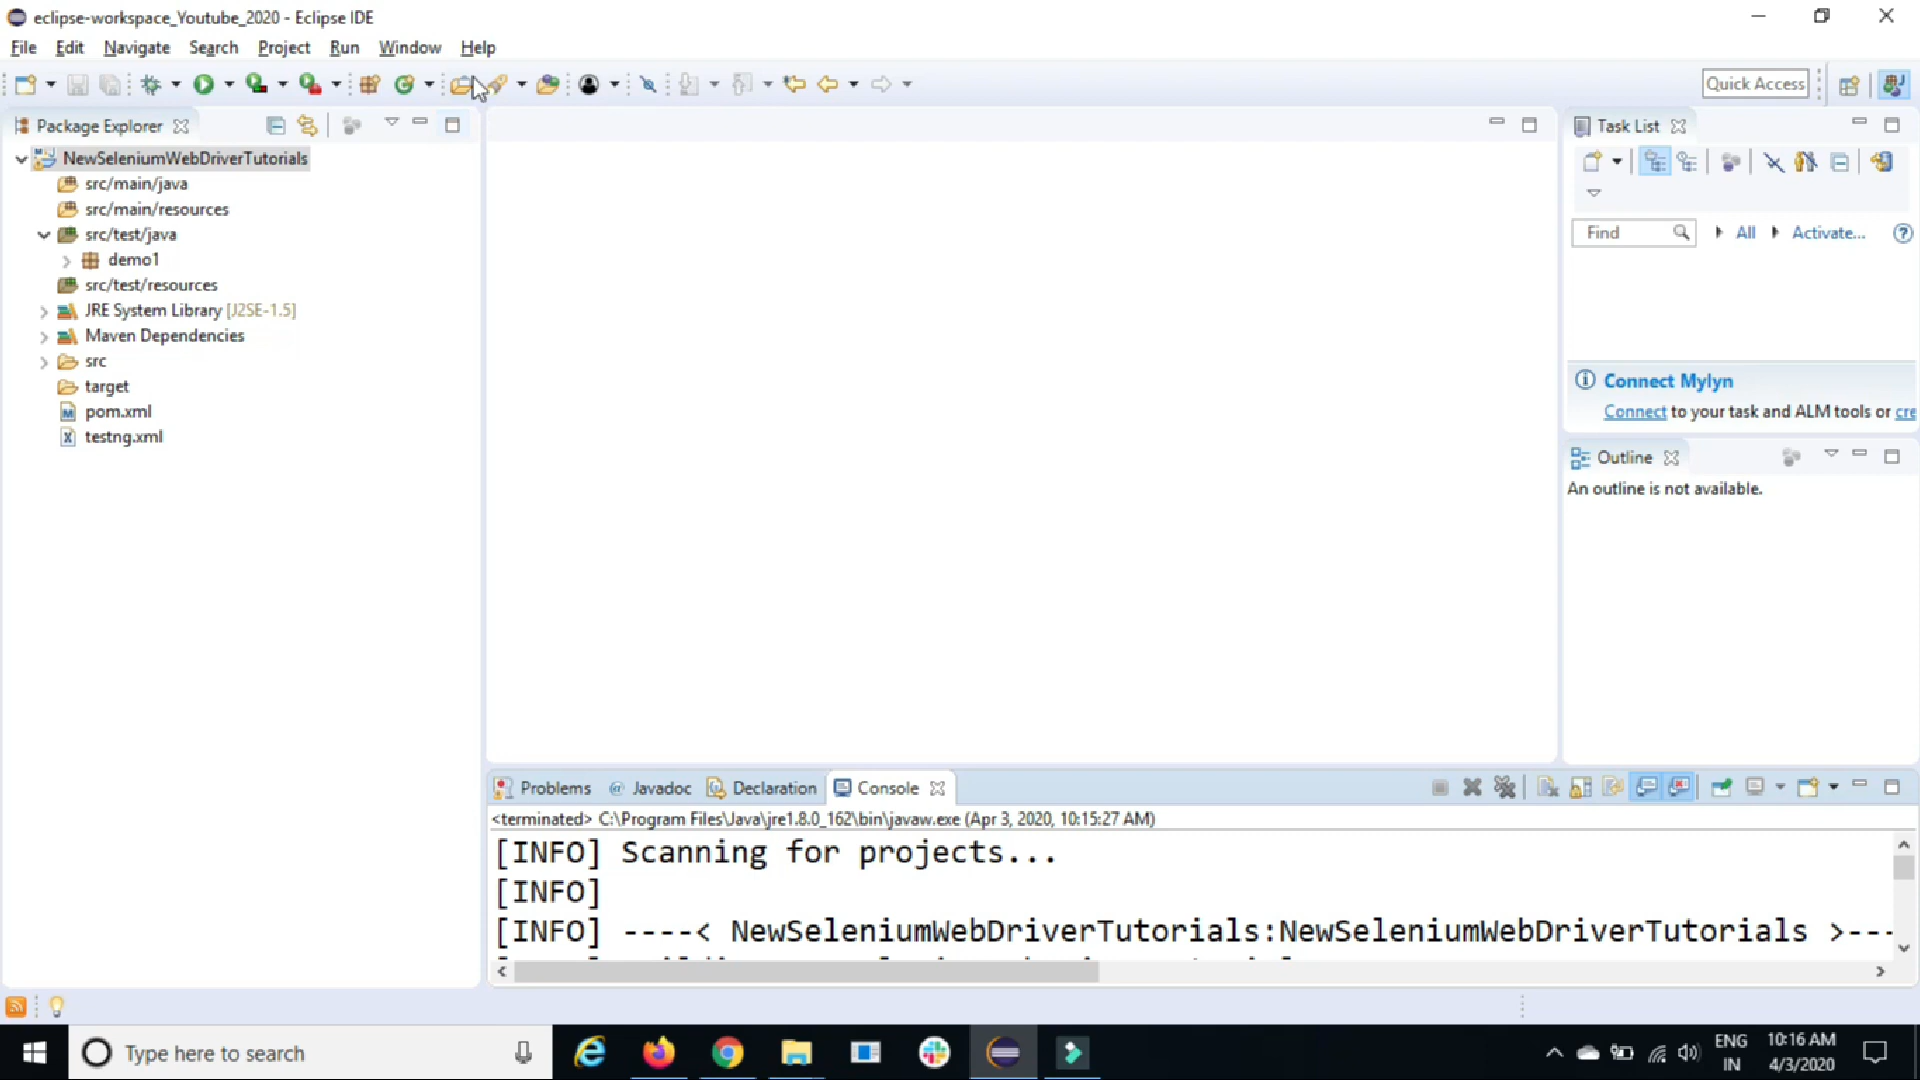 eclipse-workspace_Youtube_2020 - Eclipse IDE
File Edit Navigate Search Project Run Window Help
Quick Access
Package Explorer
NewSeleniumWebDriverTutorials
src/main/java
src/main/resources
src/test/java
demo1
src/test/resources
JRE System Library [J2SE-1.5]
Maven Dependencies
src
target
pom.xml
testng.xml
Task List
Find All Activate...
Connect Mylyn
Connect to your task and ALM tools or cre
Outline
An outline is not available.
Problems @ Javadoc Declaration Console
<terminated> C:\Program Files\Java\jre1.8.0_162\bin\javaw.exe (Apr 3, 2020, 10:15:27 AM)
[INFO] Scanning for projects...
[INFO]
[INFO] ----< NewSeleniumWebDriverTutorials:NewSeleniumWebDriverTutorials >---
Type here to search
ENG
IN
10:16 AM
4/3/2020